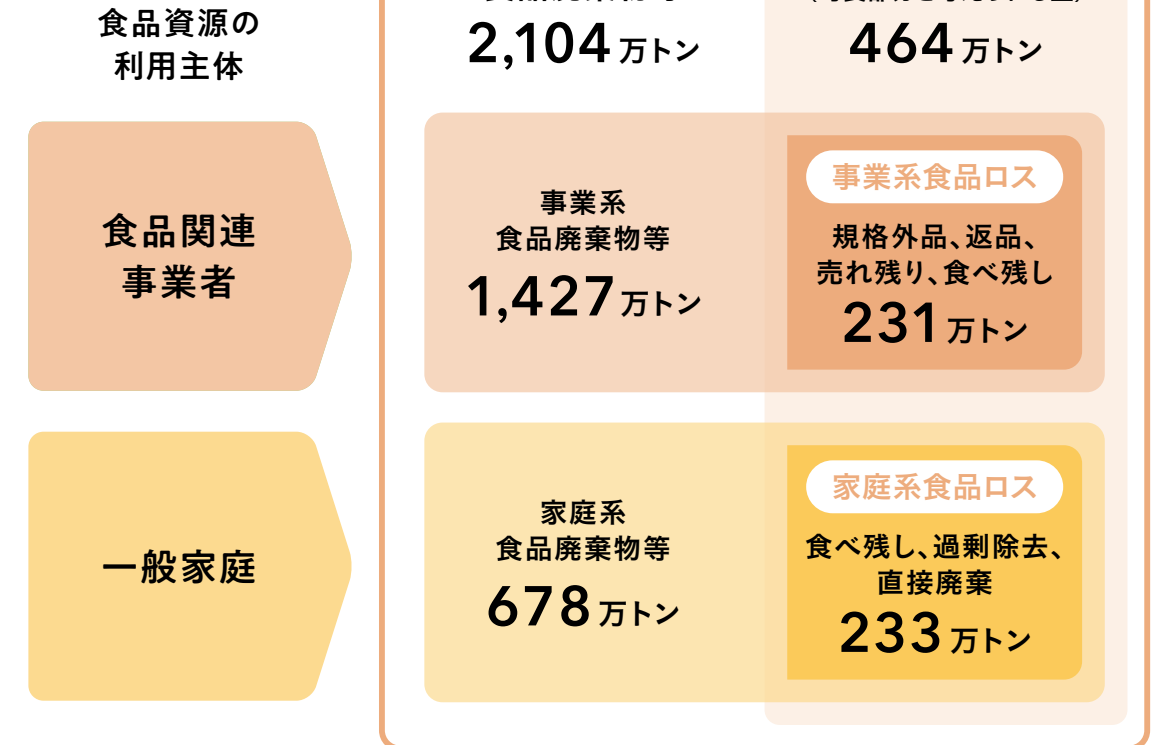 食品資源の
利用主体
2,104万トン
464万トン
食品関連
事業者
事業系
食品廃棄物等
1,427万トン
事業系食品ロス
規格外品、返品、
売れ残り、食べ残し
231万トン
一般家庭
家庭系
食品廃棄物等
678万トン
家庭系食品ロス
食べ残し、過剰除去、
直接廃棄
233万トン